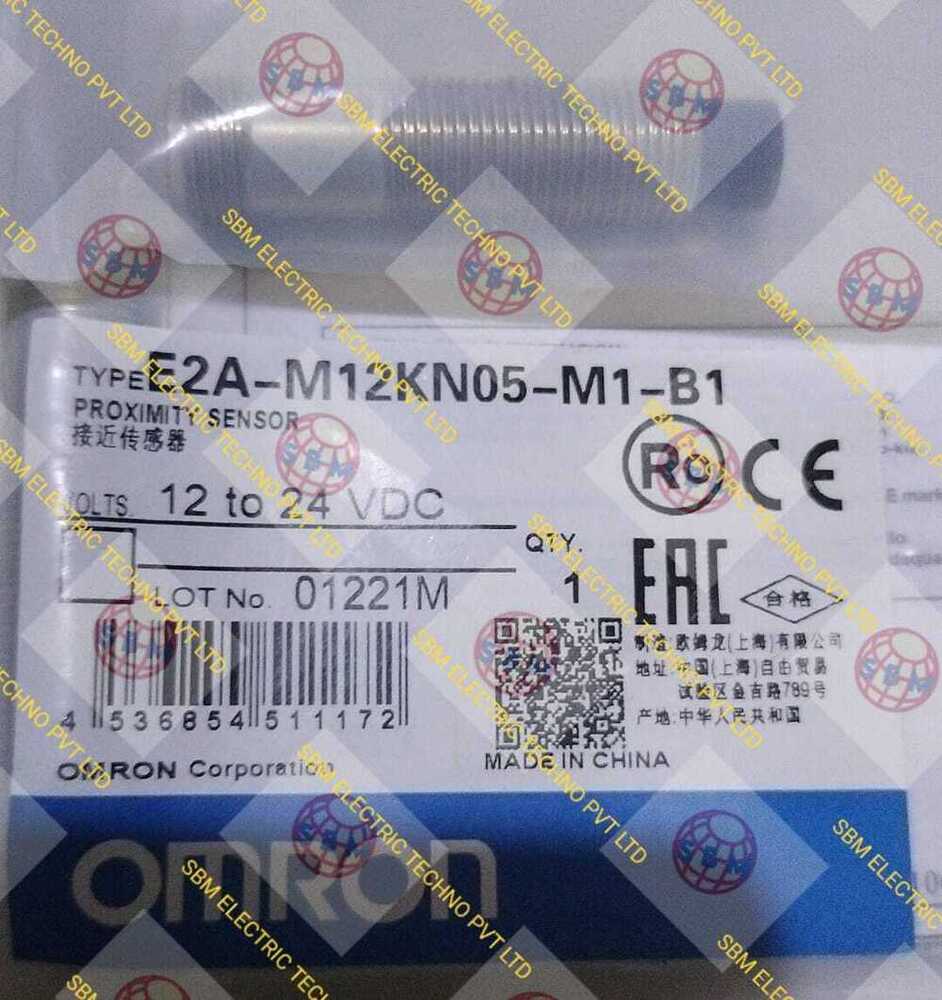 TYPE E2A-M12KN05-M1-B1
PROXIMITY SENSOR
接近传感器
VOLTS. 12 to 24 VDC
QTY.
1
LOT No. 01221M
RC
CE
EAC
合格
制造:欧姆龙(上海)有限公司
地址:中国(上海)自由贸易
试验区金吉路789号
产地:中华人民共和国
4 536854 511172
MADE IN CHINA
OMRON Corporation
OMRON
SBM
SBM ELECTRIC TECHNO PVT LTD